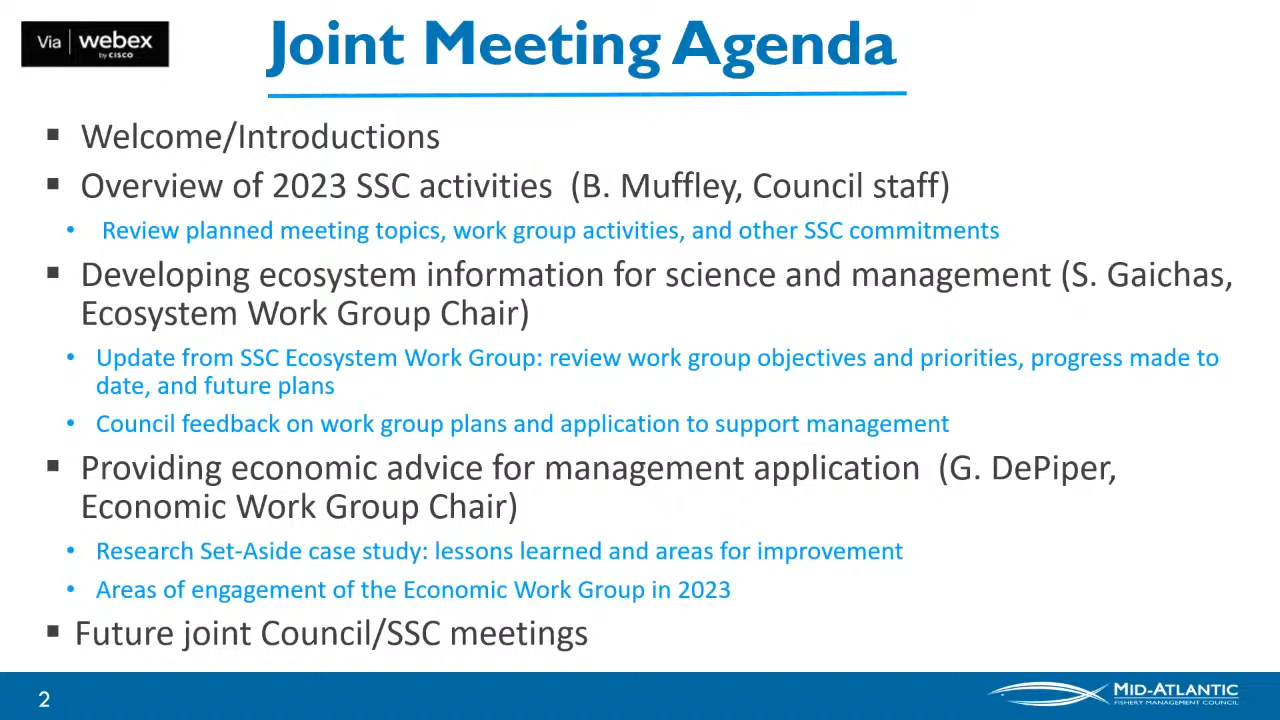 Via webex
by CISCO
Joint Meeting Agenda
▪ Welcome/Introductions
▪ Overview of 2023 SSC activities (B. Muffley, Council staff)
• Review planned meeting topics, work group activities, and other SSC commitments
▪ Developing ecosystem information for science and management (S. Gaichas,
Ecosystem Work Group Chair)
• Update from SSC Ecosystem Work Group: review work group objectives and priorities, progress made to
date, and future plans
• Council feedback on work group plans and application to support management
▪ Providing economic advice for management application (G. DePiper,
Economic Work Group Chair)
• Research Set-Aside case study: lessons learned and areas for improvement
• Areas of engagement of the Economic Work Group in 2023
▪ Future joint Council/SSC meetings
2
MID-ATLANTIC
FISHERY MANAGEMENT COUNCIL